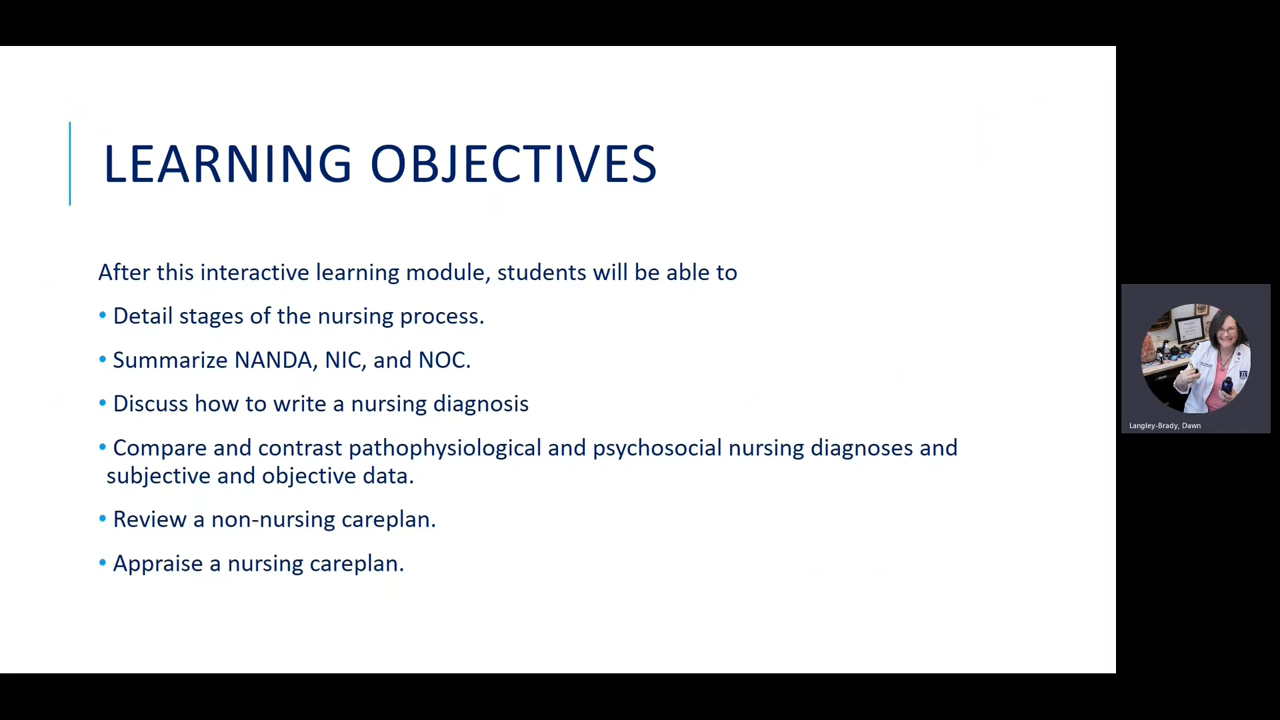 LEARNING OBJECTIVES
After this interactive learning module, students will be able to
• Detail stages of the nursing process.
• Summarize NANDA, NIC, and NOC.
• Discuss how to write a nursing diagnosis
• Compare and contrast pathophysiological and psychosocial nursing diagnoses and
subjective and objective data.
• Review a non-nursing careplan.
• Appraise a nursing careplan.
Langley-Brady, Dawn